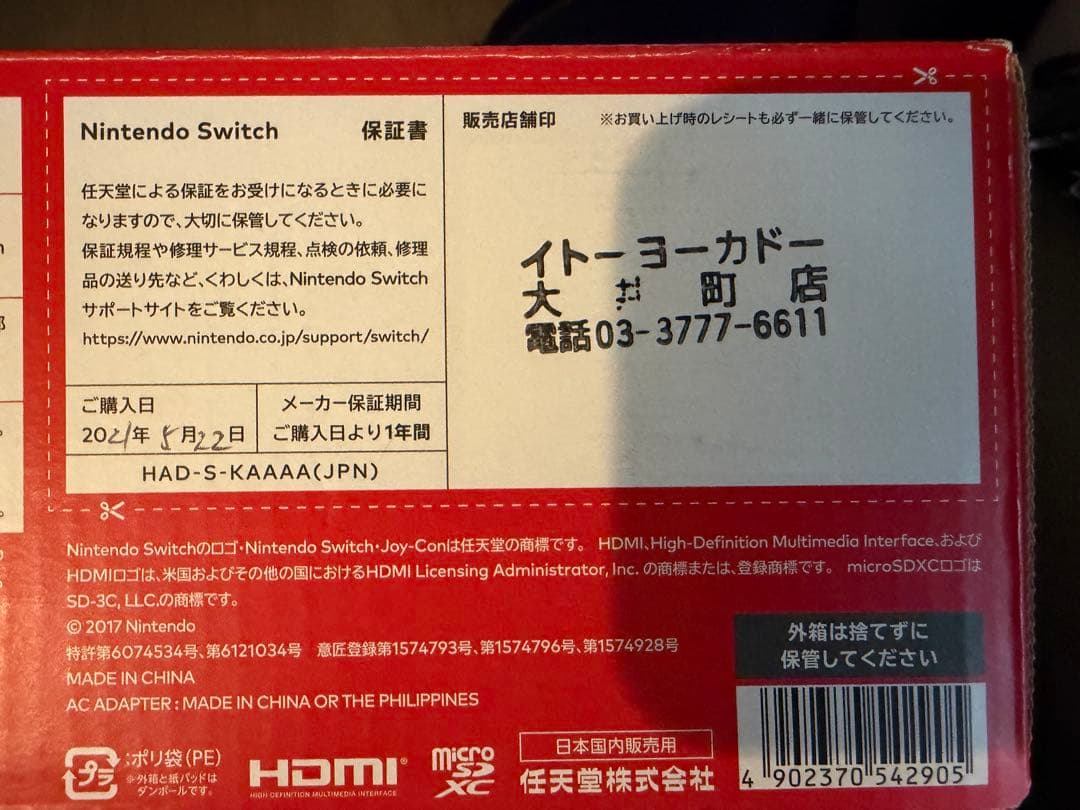 Nintendo Switch 保証書
任天堂による保証をお受けになるときに必要に
なりますので、大切に保管してください。
保証規程や修理サービス規程、点検の依頼、修理
品の送り先など、くわしくは、Nintendo Switch
サポートサイトをご覧ください。
https://www.nintendo.co.jp/support/switch/
ご購入日
2021年 5月22日
メーカー保証期間
ご購入日より1年間
HAD-S-KAAAA(JPN)
販売店舗印 ※お買い上げ時のレシートも必ず一緒に保管してください。
イトーヨーカドー
大 町 店
電話03-3777-6611
Nintendo Switchのロゴ・Nintendo Switch・Joy-Conは任天堂の商標です。 HDMI、High-Definition Multimedia Interface、および
HDMIロゴは、米国およびその他の国におけるHDMI Licensing Administrator, Inc. の商標または、登録商標です。 microSDXCロゴは
SD-3C, LLC.の商標です。
© 2017 Nintendo
特許第6074534号、第6121034号 意匠登録第1574793号、第1574796号、第1574928号
MADE IN CHINA
AC ADAPTER : MADE IN CHINA OR THE PHILIPPINES
外箱は捨てずに
保管してください
プラ
:ポリ袋(PE)
※外箱と紙パッドは
ダンボールです。
HDMI®
HIGH-DEFINITION MULTIMEDIA INTERFACE
micro
SD
XC
日本国内販売用
任天堂株式会社
4 902370 542905